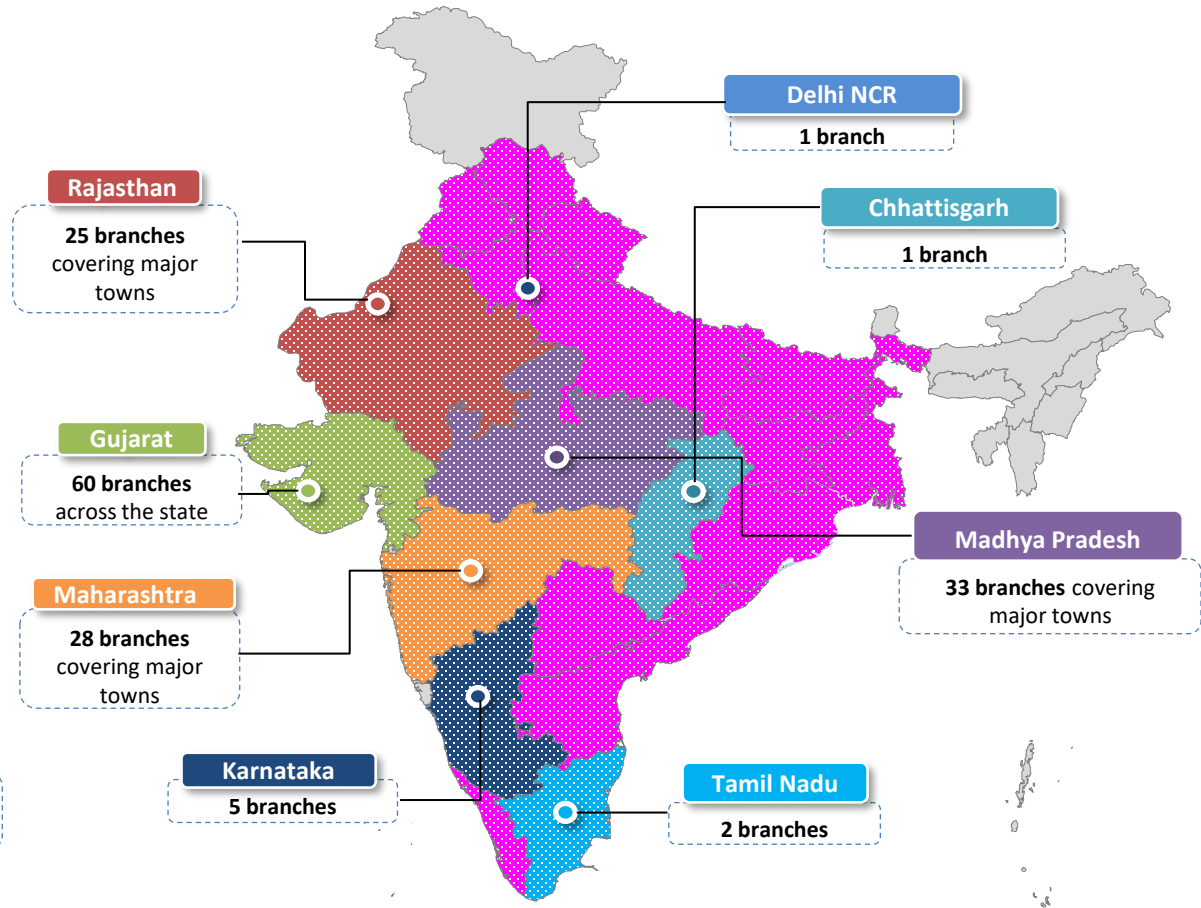 Delhi NCR
1 branch
Rajasthan
25 branches
covering major
towns
Chhattisgarh
1 branch
Gujarat
60 branches
across the state
Madhya Pradesh
33 branches covering
major towns
Maharashtra
28 branches
covering major
towns
Karnataka
5 branches
Tamil Nadu
2 branches